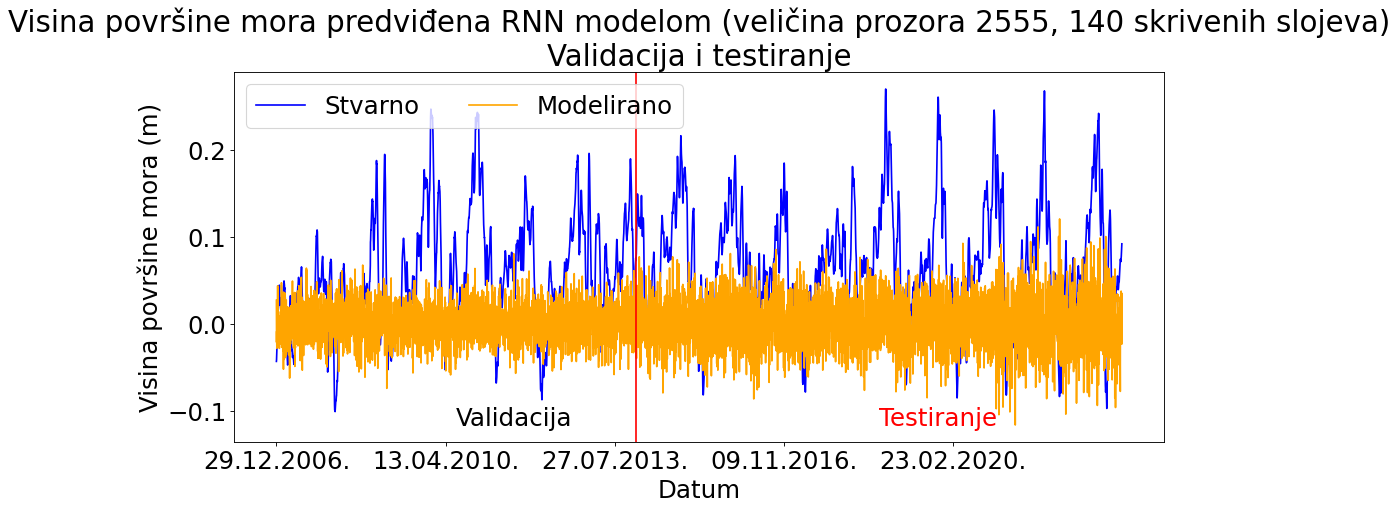 Visina površine mora predviđena RNN modelom (veličina prozora 2555, 140 skrivenih slojeva)
Validacija i testiranje
Stvarno Modelirano
Visina površine mora (m)
0.2
0.1
0.0
−0.1
Validacija Testiranje
29.12.2006. 13.04.2010. 27.07.2013. 09.11.2016. 23.02.2020.
Datum